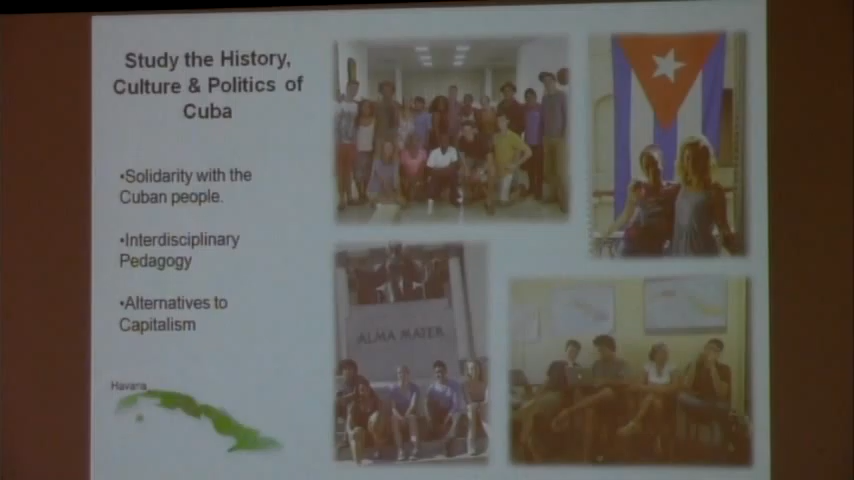 Study the History,
Culture & Politics of
Cuba
•Solidarity with the
Cuban people.
•Interdisciplinary
Pedagogy
•Alternatives to
Capitalism
Havana
ALMA MATER